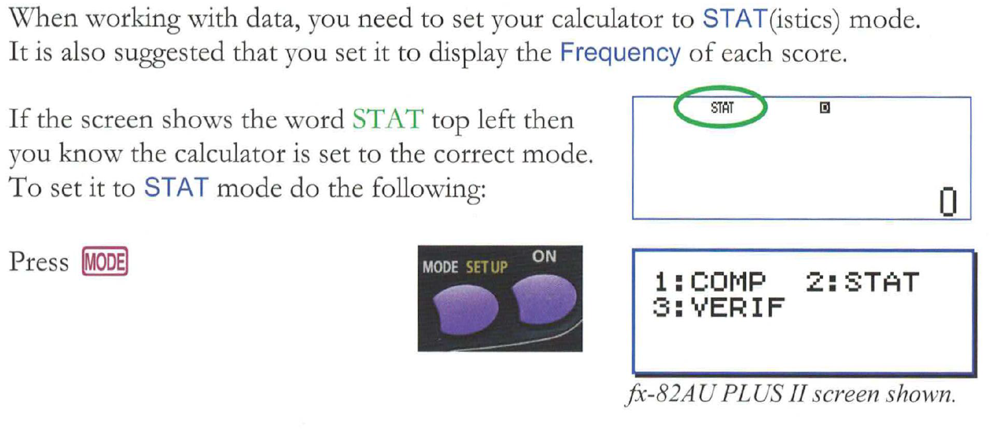 When working with data, you need to set your calculator to STAT(istics) mode.
It is also suggested that you set it to display the Frequency of each score.
If the screen shows the word STAT top left then
you know the calculator is set to the correct mode.
To set it to STAT mode do the following:
STAT D
0
Press MODE
MODE SETUP ON
1:COMP 2:STAT
3:VERIF
fx-82AU PLUS II screen shown.